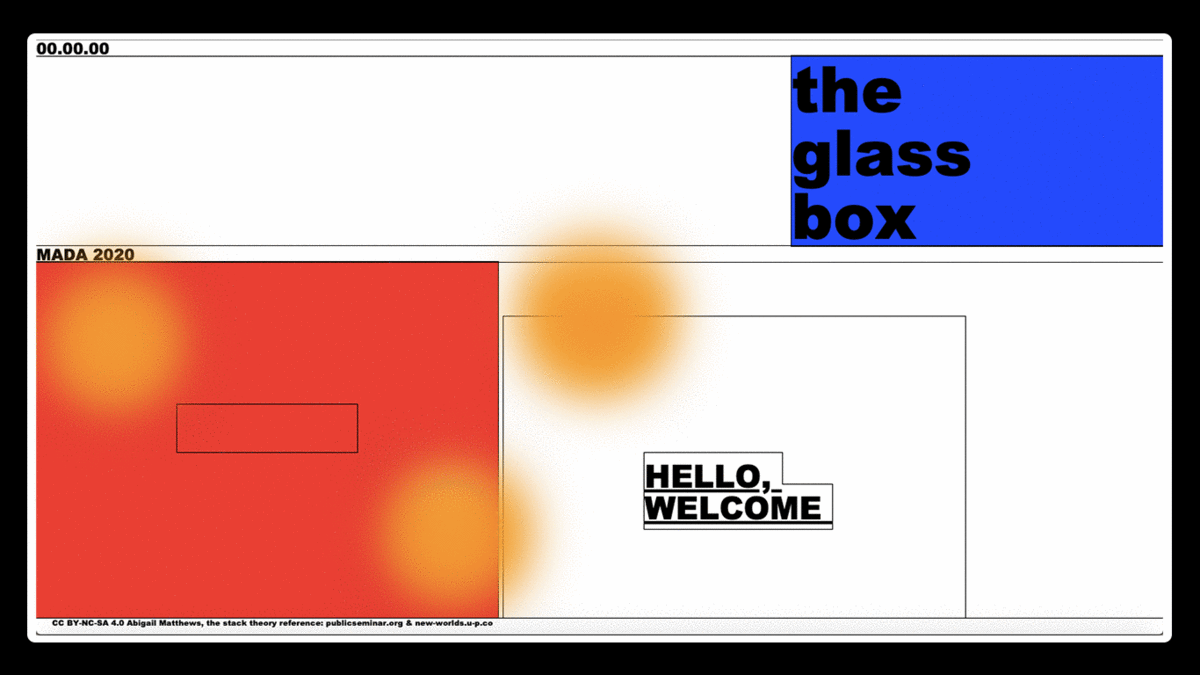 00.00.00
the
glass
box
MADA 2020
HELLO,
WELCOME
CC BY-NC-SA 4.0 Abigail Matthews, the stack theory reference: publicseminar.org & new-worlds.u-p.co